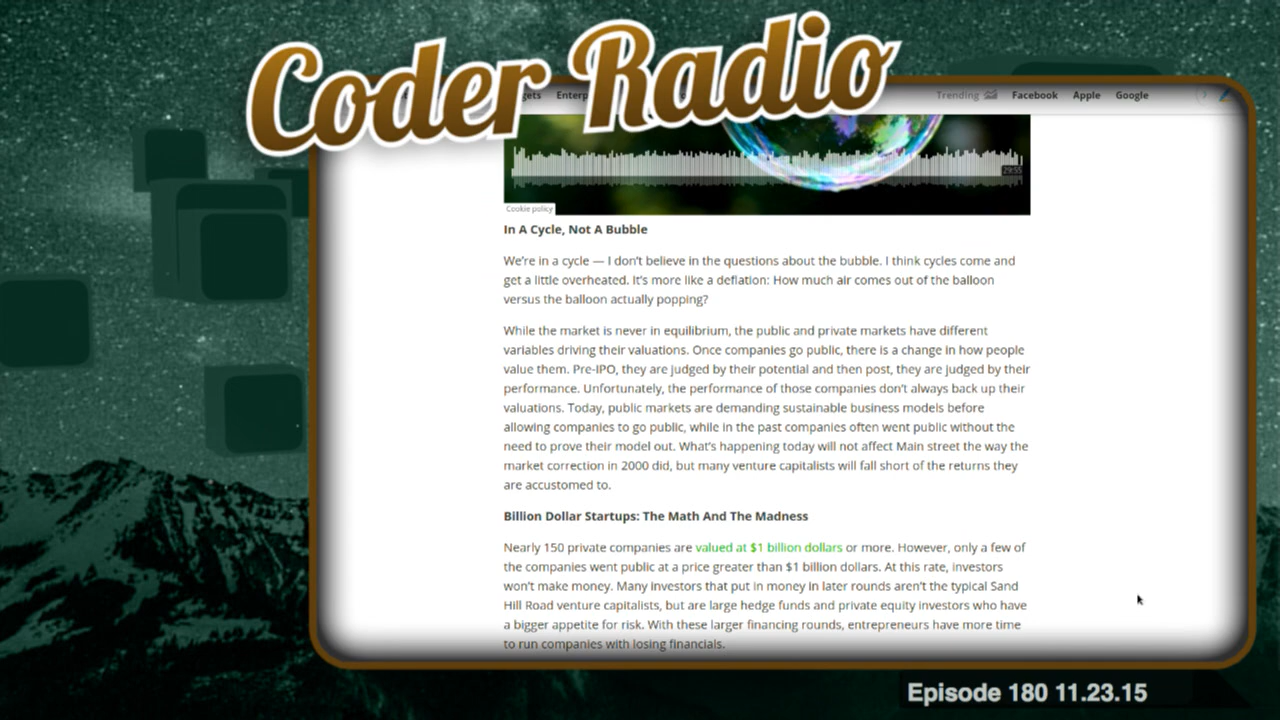 Coder Radio
gets Enterp
Trending Facebook Apple Google
29:55
Cookie policy
In A Cycle, Not A Bubble
We're in a cycle — I don't believe in the questions about the bubble. I think cycles come and
get a little overheated. It's more like a deflation: How much air comes out of the balloon
versus the balloon actually popping?
While the market is never in equilibrium, the public and private markets have different
variables driving their valuations. Once companies go public, there is a change in how people
value them. Pre-IPO, they are judged by their potential and then post, they are judged by their
performance. Unfortunately, the performance of those companies don't always back up their
valuations. Today, public markets are demanding sustainable business models before
allowing companies to go public, while in the past companies often went public without the
need to prove their model out. What's happening today will not affect Main street the way the
market correction in 2000 did, but many venture capitalists will fall short of the returns they
are accustomed to.
Billion Dollar Startups: The Math And The Madness
Nearly 150 private companies are valued at $1 billion dollars or more. However, only a few of
the companies went public at a price greater than $1 billion dollars. At this rate, investors
won't make money. Many investors that put in money in later rounds aren't the typical Sand
Hill Road venture capitalists, but are large hedge funds and private equity investors who have
a bigger appetite for risk. With these larger financing rounds, entrepreneurs have more time
to run companies with losing financials.
Episode 180 11.23.15